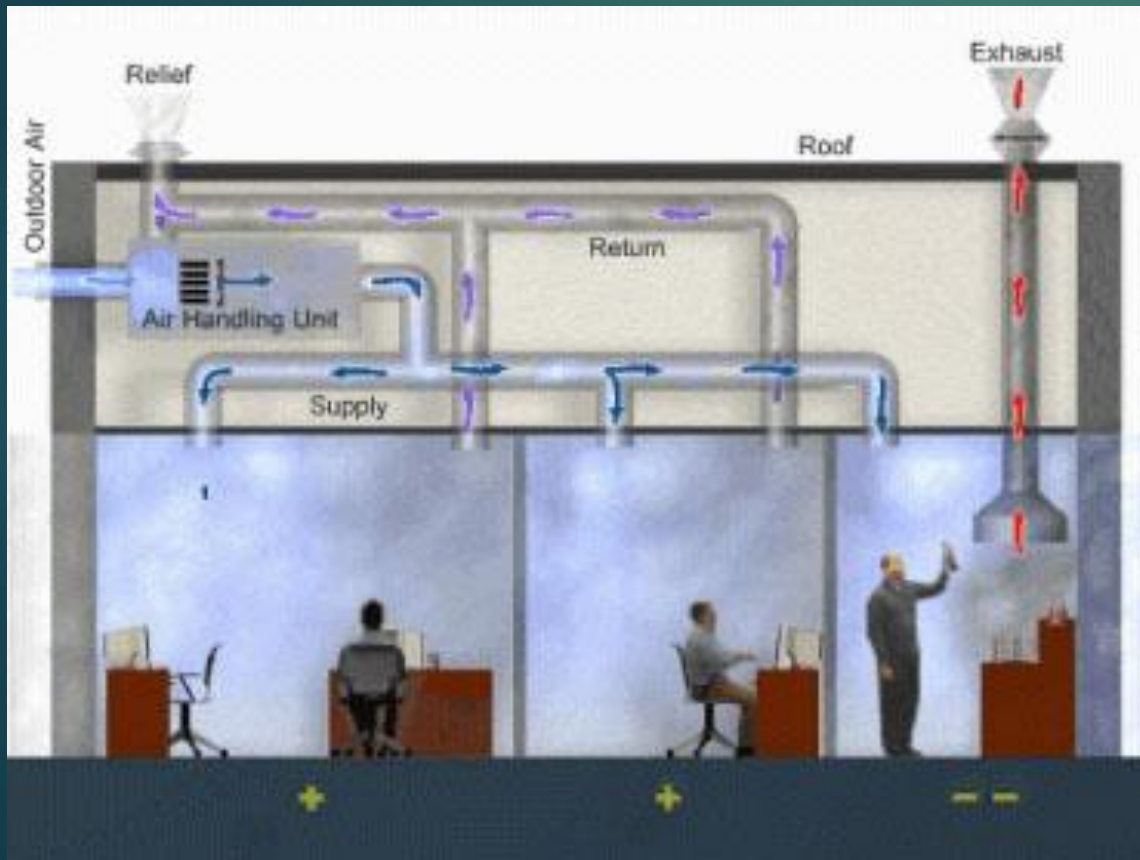 Relief
Exhaust
Outdoor Air
Roof
Return
Air Handling Unit
Supply
+
+
− −